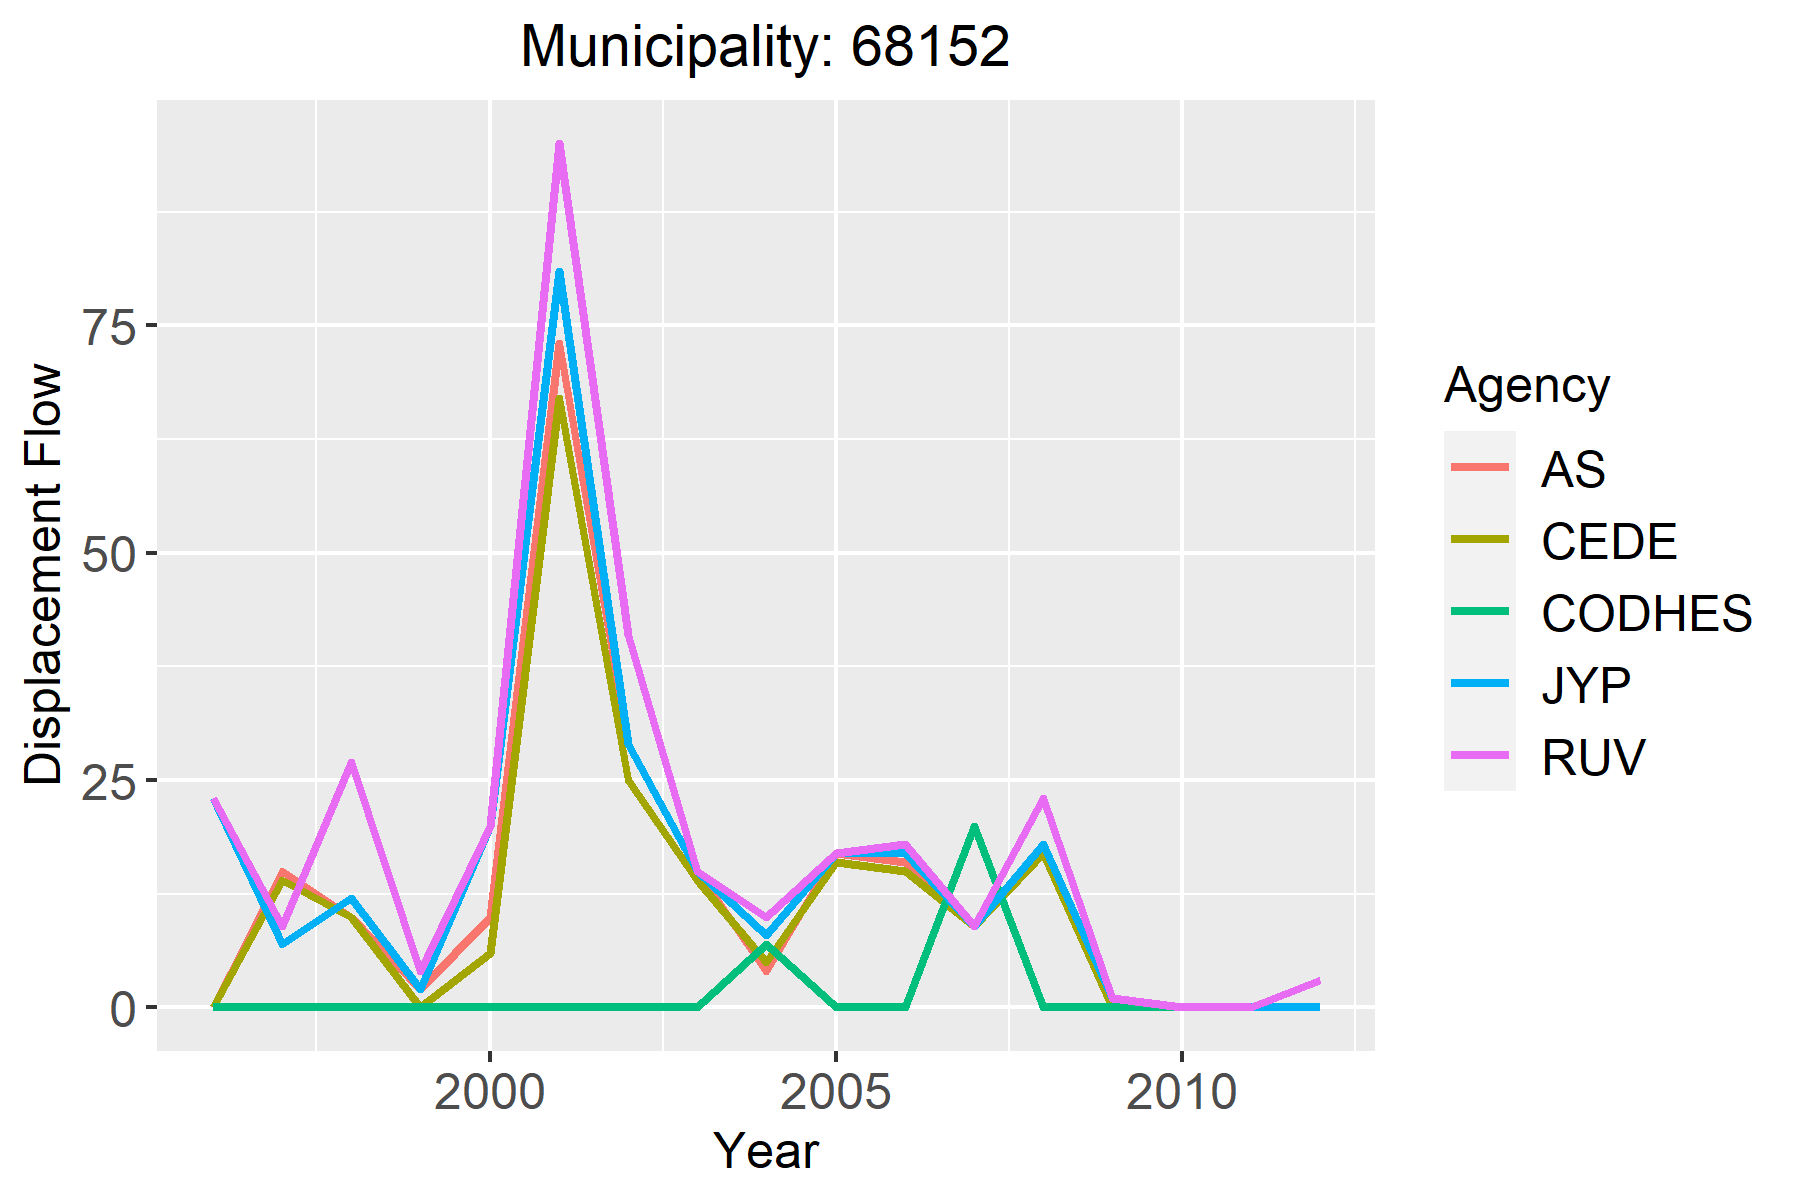 Municipality: 68152
Displacement Flow
75
50
25
0
2000
2005
2010
Year
Agency
AS
CEDE
CODHES
JYP
RUV